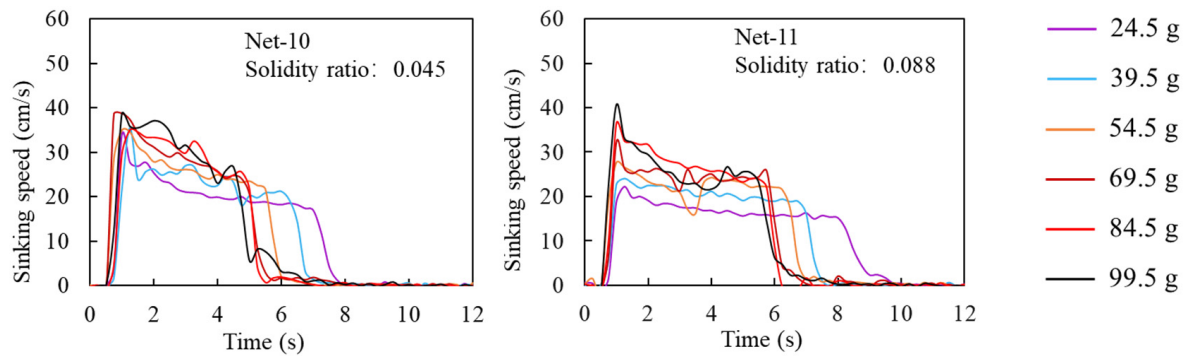 60
50
40
30
20
10
0
Sinking speed (cm/s)
Net-10
Solidity ratio: 0.045
0 2 4 6 8 10 12
Time (s)
60
50
40
30
20
10
0
Sinking speed (cm/s)
Net-11
Solidity ratio: 0.088
0 2 4 6 8 10 12
Time (s)
24.5 g
39.5 g
54.5 g
69.5 g
84.5 g
99.5 g